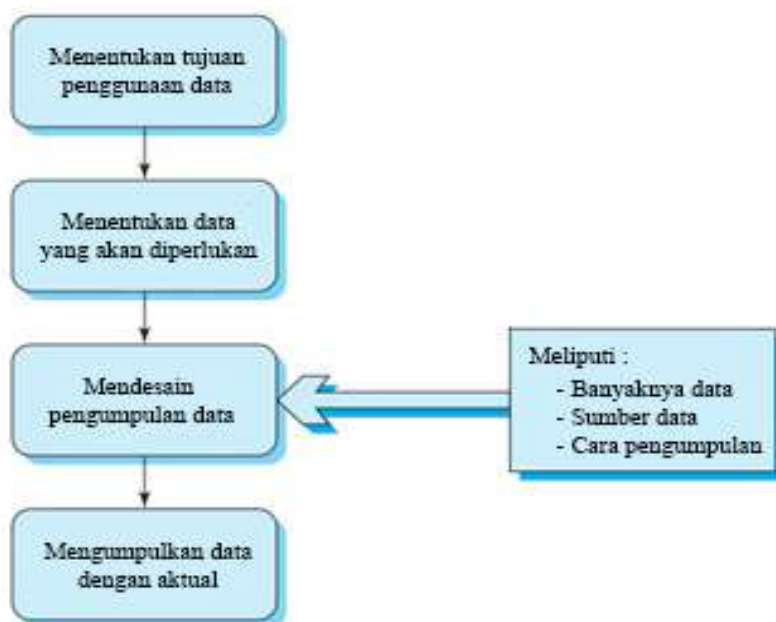 Menentukan tujuan
penggunaan data
Menentukan data
yang akan diperlukan
Mendesain
pengumpulan data
Meliputi :
- Banyaknya data
- Sumber data
- Cara pengumpulan
Mengumpulkan data
dengan aktual